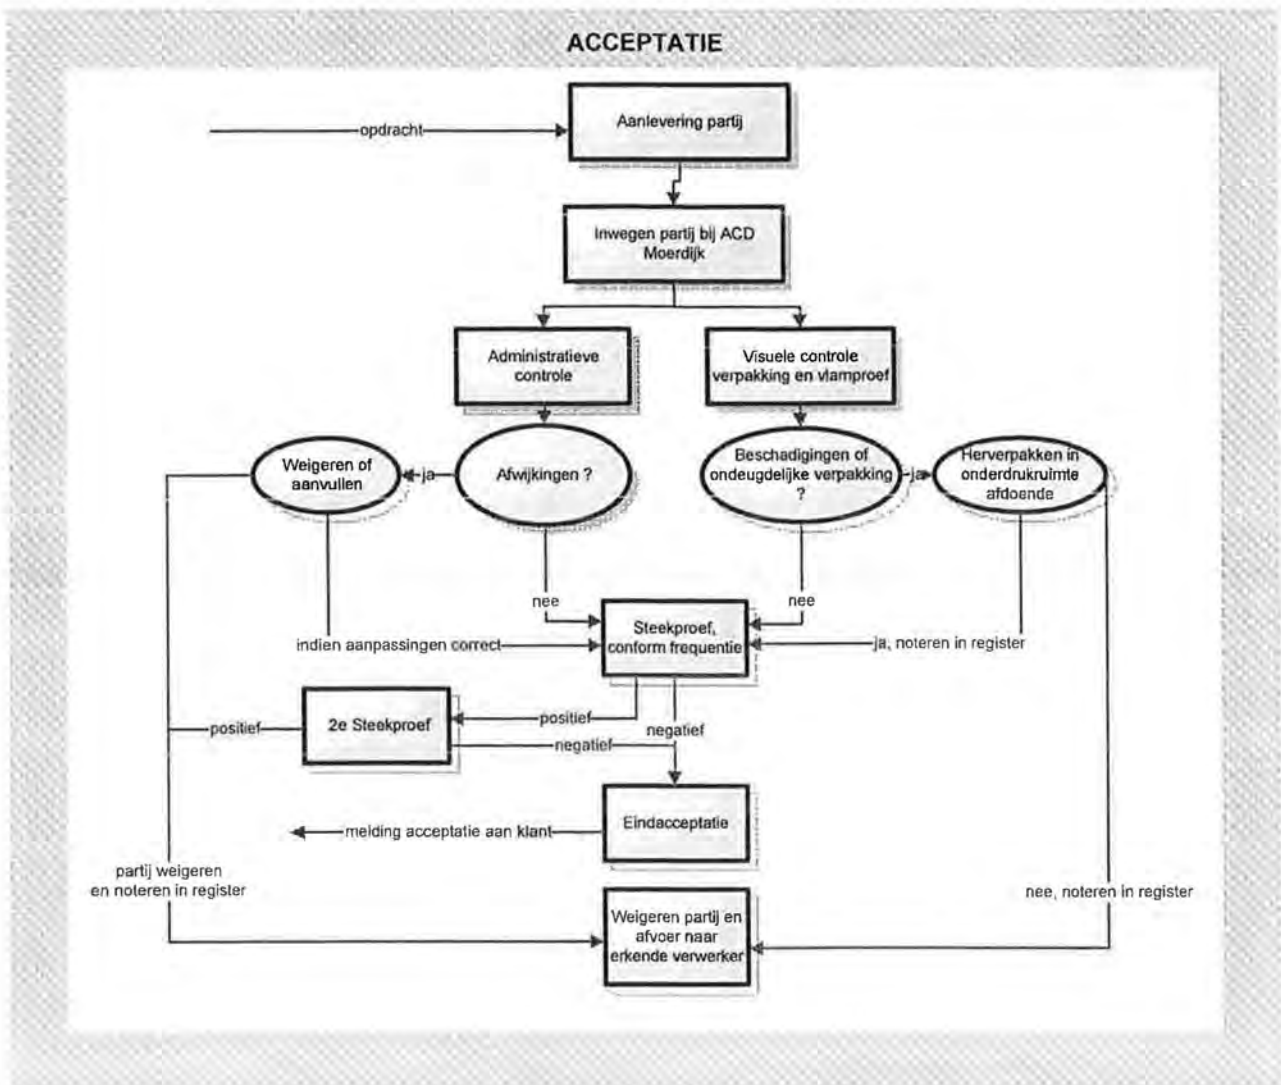 ACCEPTATIE
opdracht
Aanlevering partij
Inwegen partij bij ACD
Moerdijk
Administratieve
controle
Visuele controle
verpakking en vlamproef
Weigeren of
aanvullen
ja
Afwijkingen ?
Beschadigingen of
ondeugdelijke verpakking
?
ja
Herverpakken in
onderdrukruimte
afdoende
nee
nee
indien aanpassingen correct
Steekproef,
conform frequentie
ja, noteren in register
positief
2e Steekproef
positief
negatief
negatief
Eindacceptatie
melding acceptatie aan klant
partij weigeren
en noteren in register
nee, noteren in register
Weigeren partij en
afvoer naar
erkende verwerker